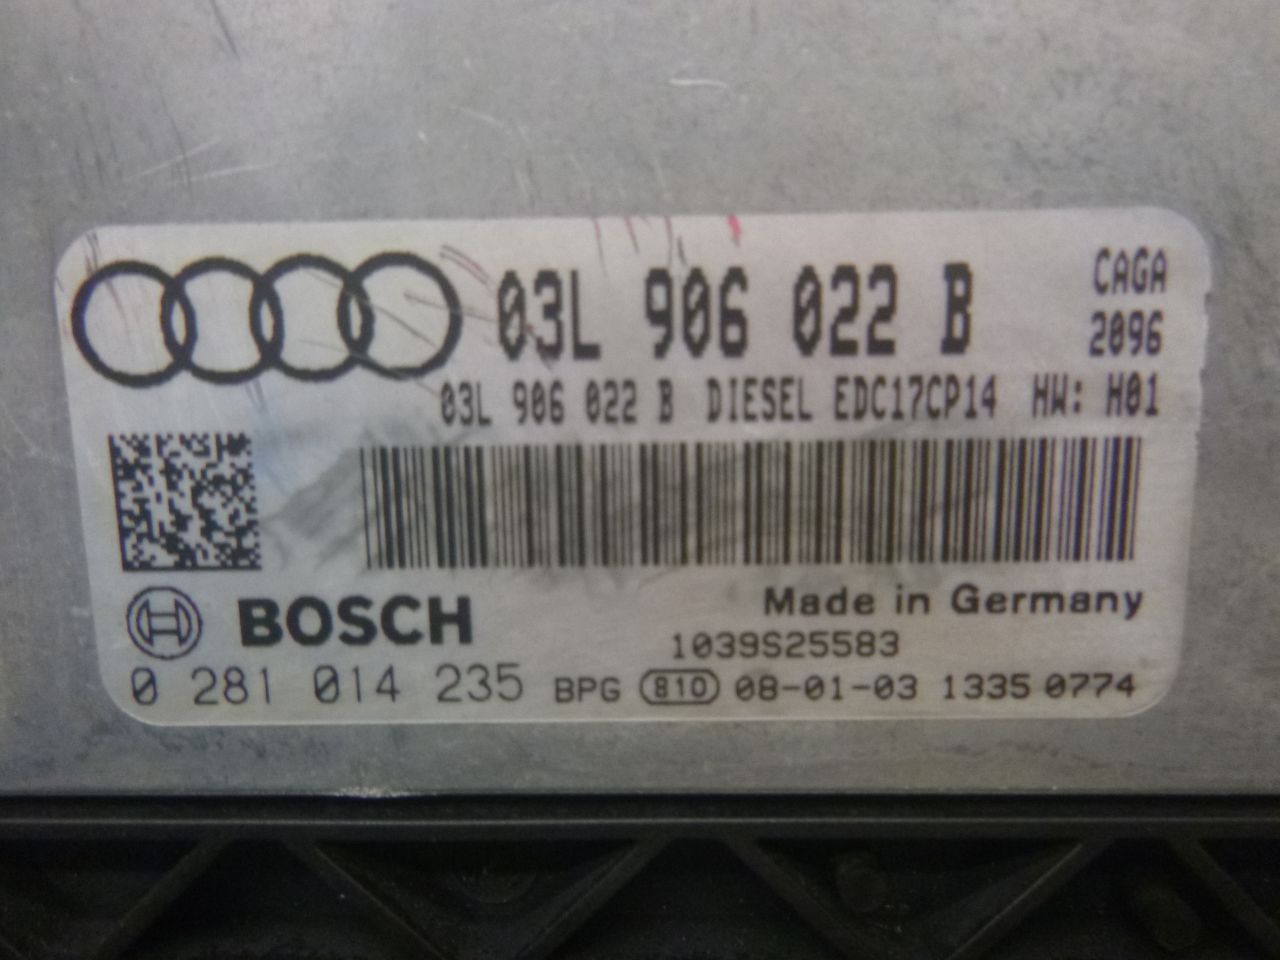 03L 906 022 B CAGA
2096
03L 906 022 B DIESEL EDC17CP14 HW: H01
BOSCH
Made in Germany
1039S25583
0 281 014 235 BPG 810 08-01-03 1335 0774